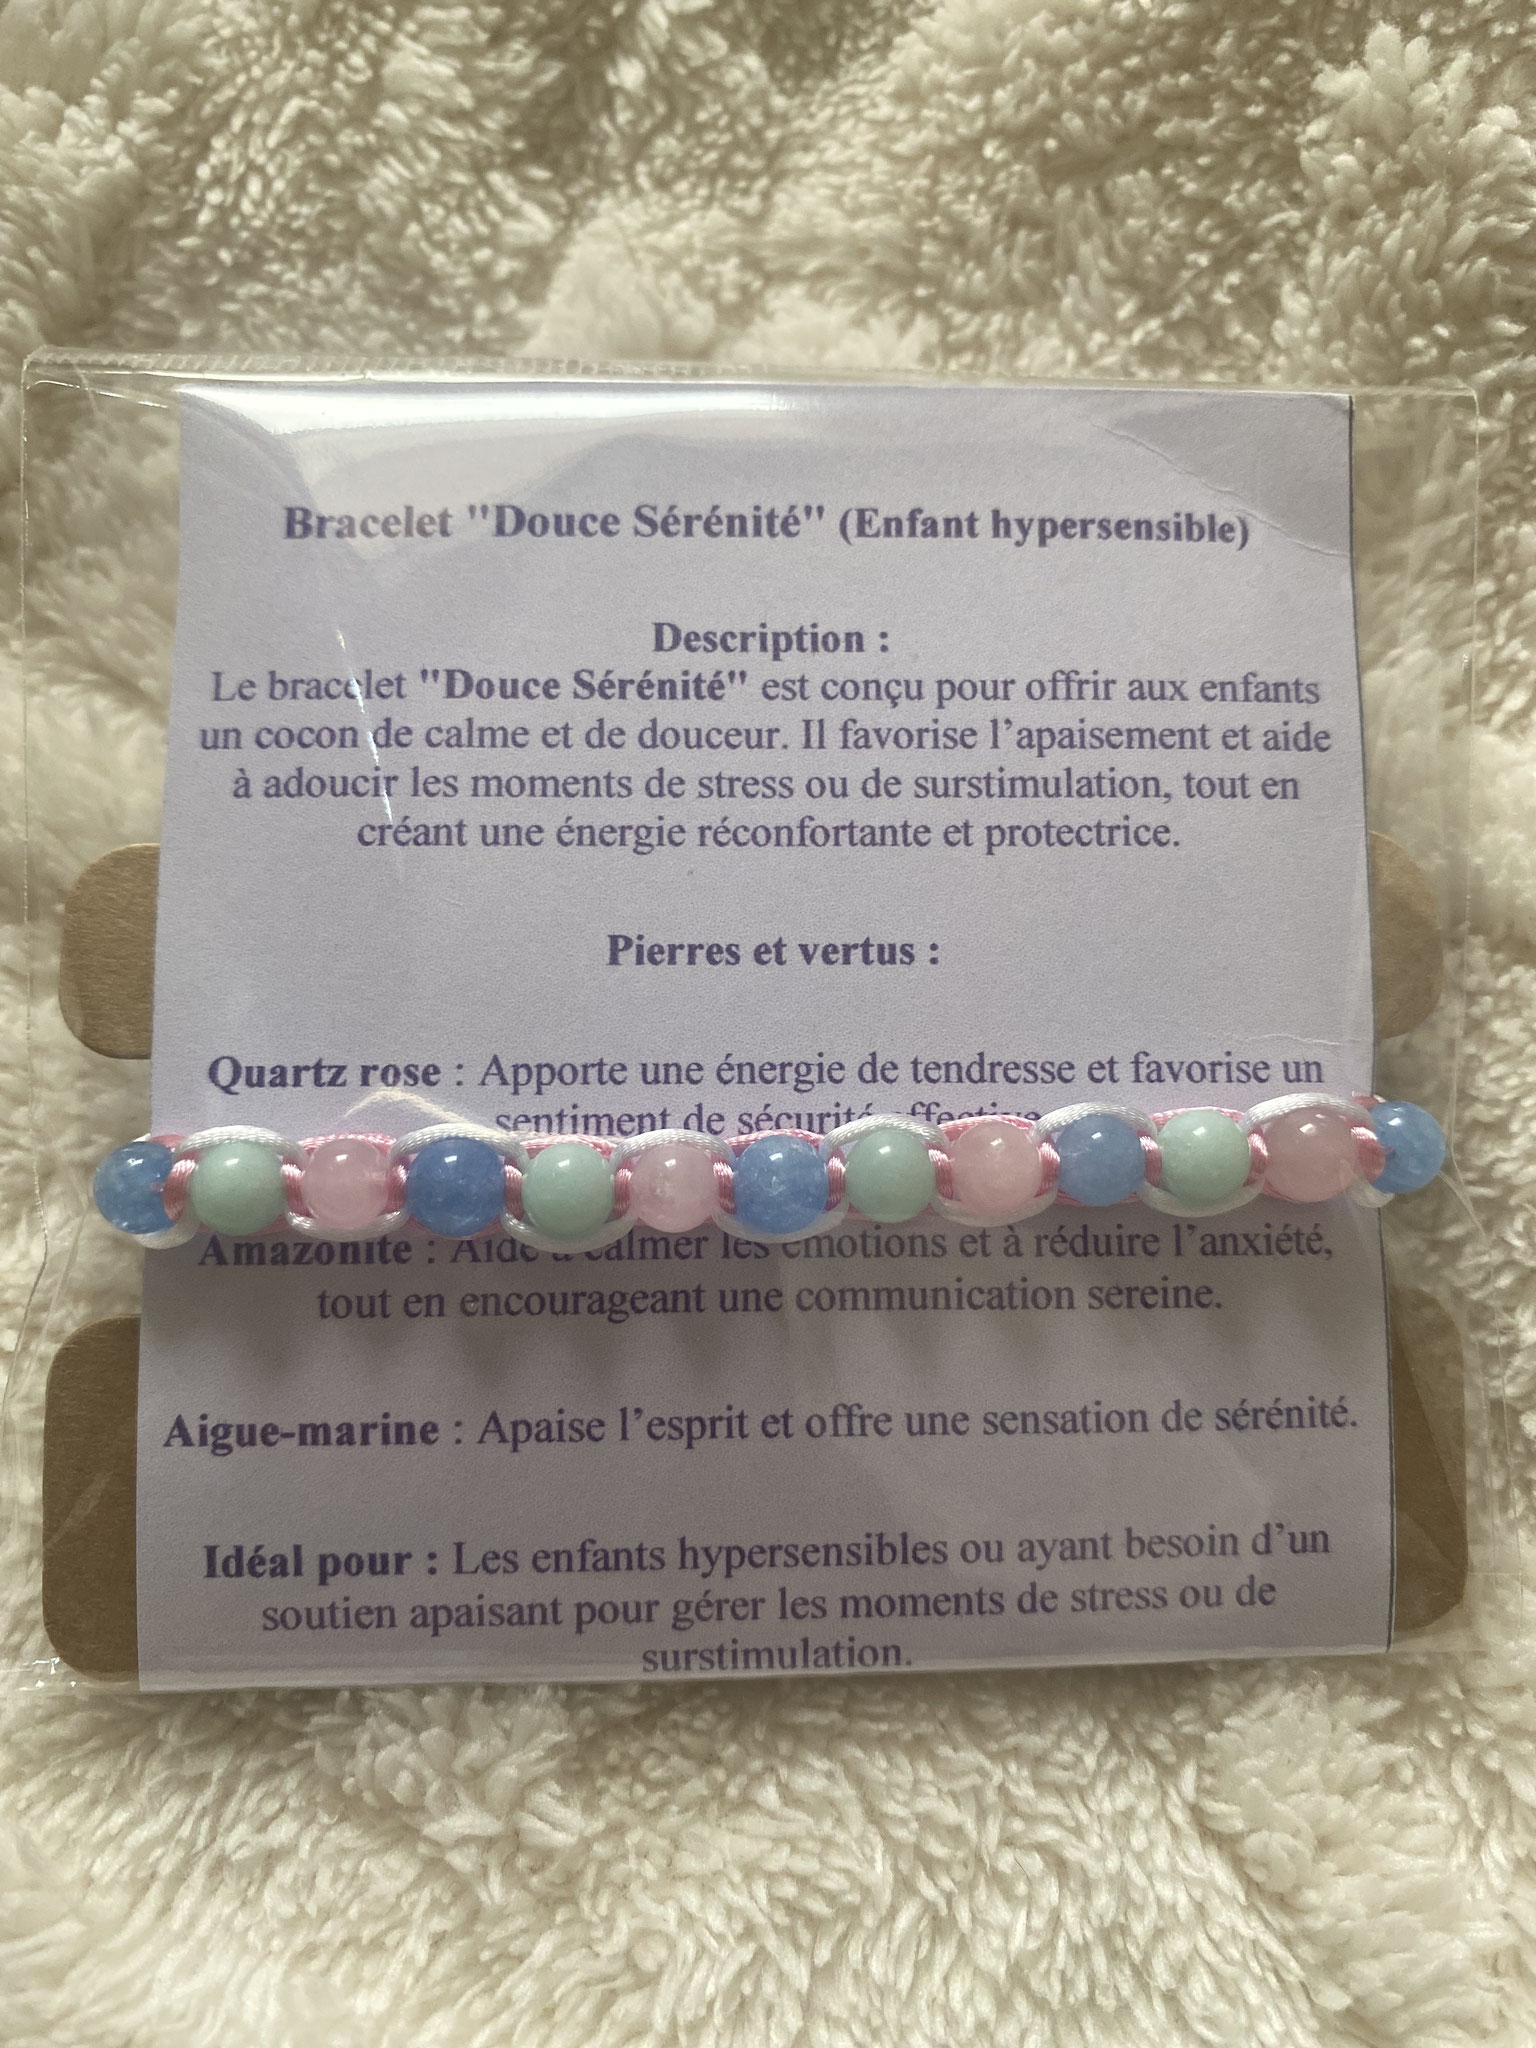 Bracelet "Douce Sérénité" (Enfant hypersensible)
Description :
Le bracelet "Douce Sérénité" est conçu pour offrir aux enfants
un cocon de calme et de douceur. Il favorise l’apaisement et aide
à adoucir les moments de stress ou de surstimulation, tout en
créant une énergie réconfortante et protectrice.
Pierres et vertus :
Quartz rose : Apporte une énergie de tendresse et favorise un
sentiment de sécurité affective
Amazonite : Aide à calmer les émotions et à réduire l’anxiété,
tout en encourageant une communication sereine.
Aigue-marine : Apaise l’esprit et offre une sensation de sérénité.
Idéal pour : Les enfants hypersensibles ou ayant besoin d’un
soutien apaisant pour gérer les moments de stress ou de
surstimulation.